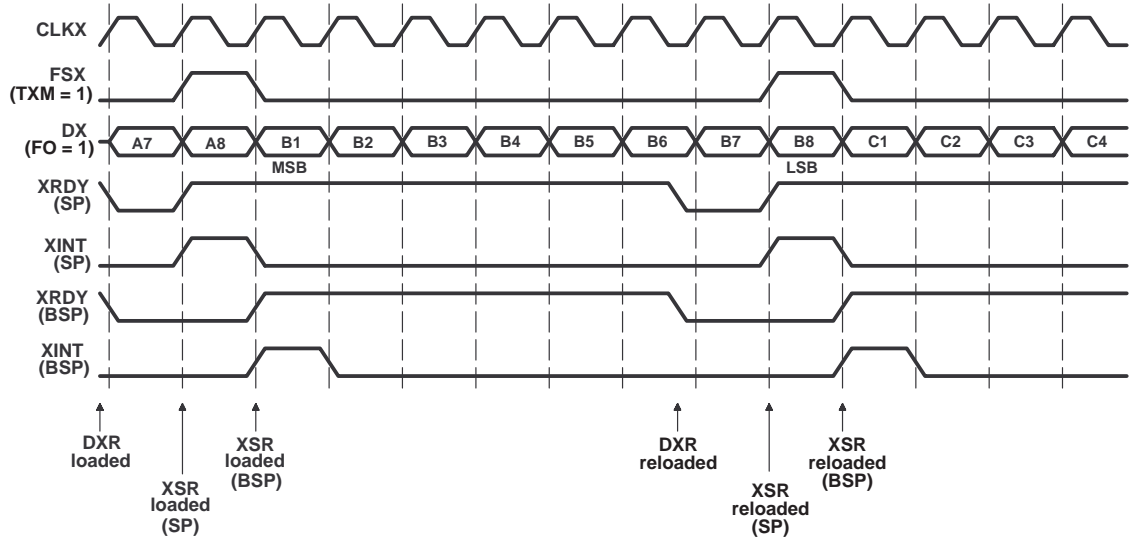 CLKX
FSX
(TXM = 1)
DX
(FO = 1)
A7 A8 B1 B2 B3 B4 B5 B6 B7 B8 C1 C2 C3 C4
MSB LSB
XRDY
(SP)
XINT
(SP)
XRDY
(BSP)
XINT
(BSP)
DXR
loaded
XSR
loaded
(SP)
XSR
loaded
(BSP)
DXR
reloaded
XSR
reloaded
(SP)
XSR
reloaded
(BSP)